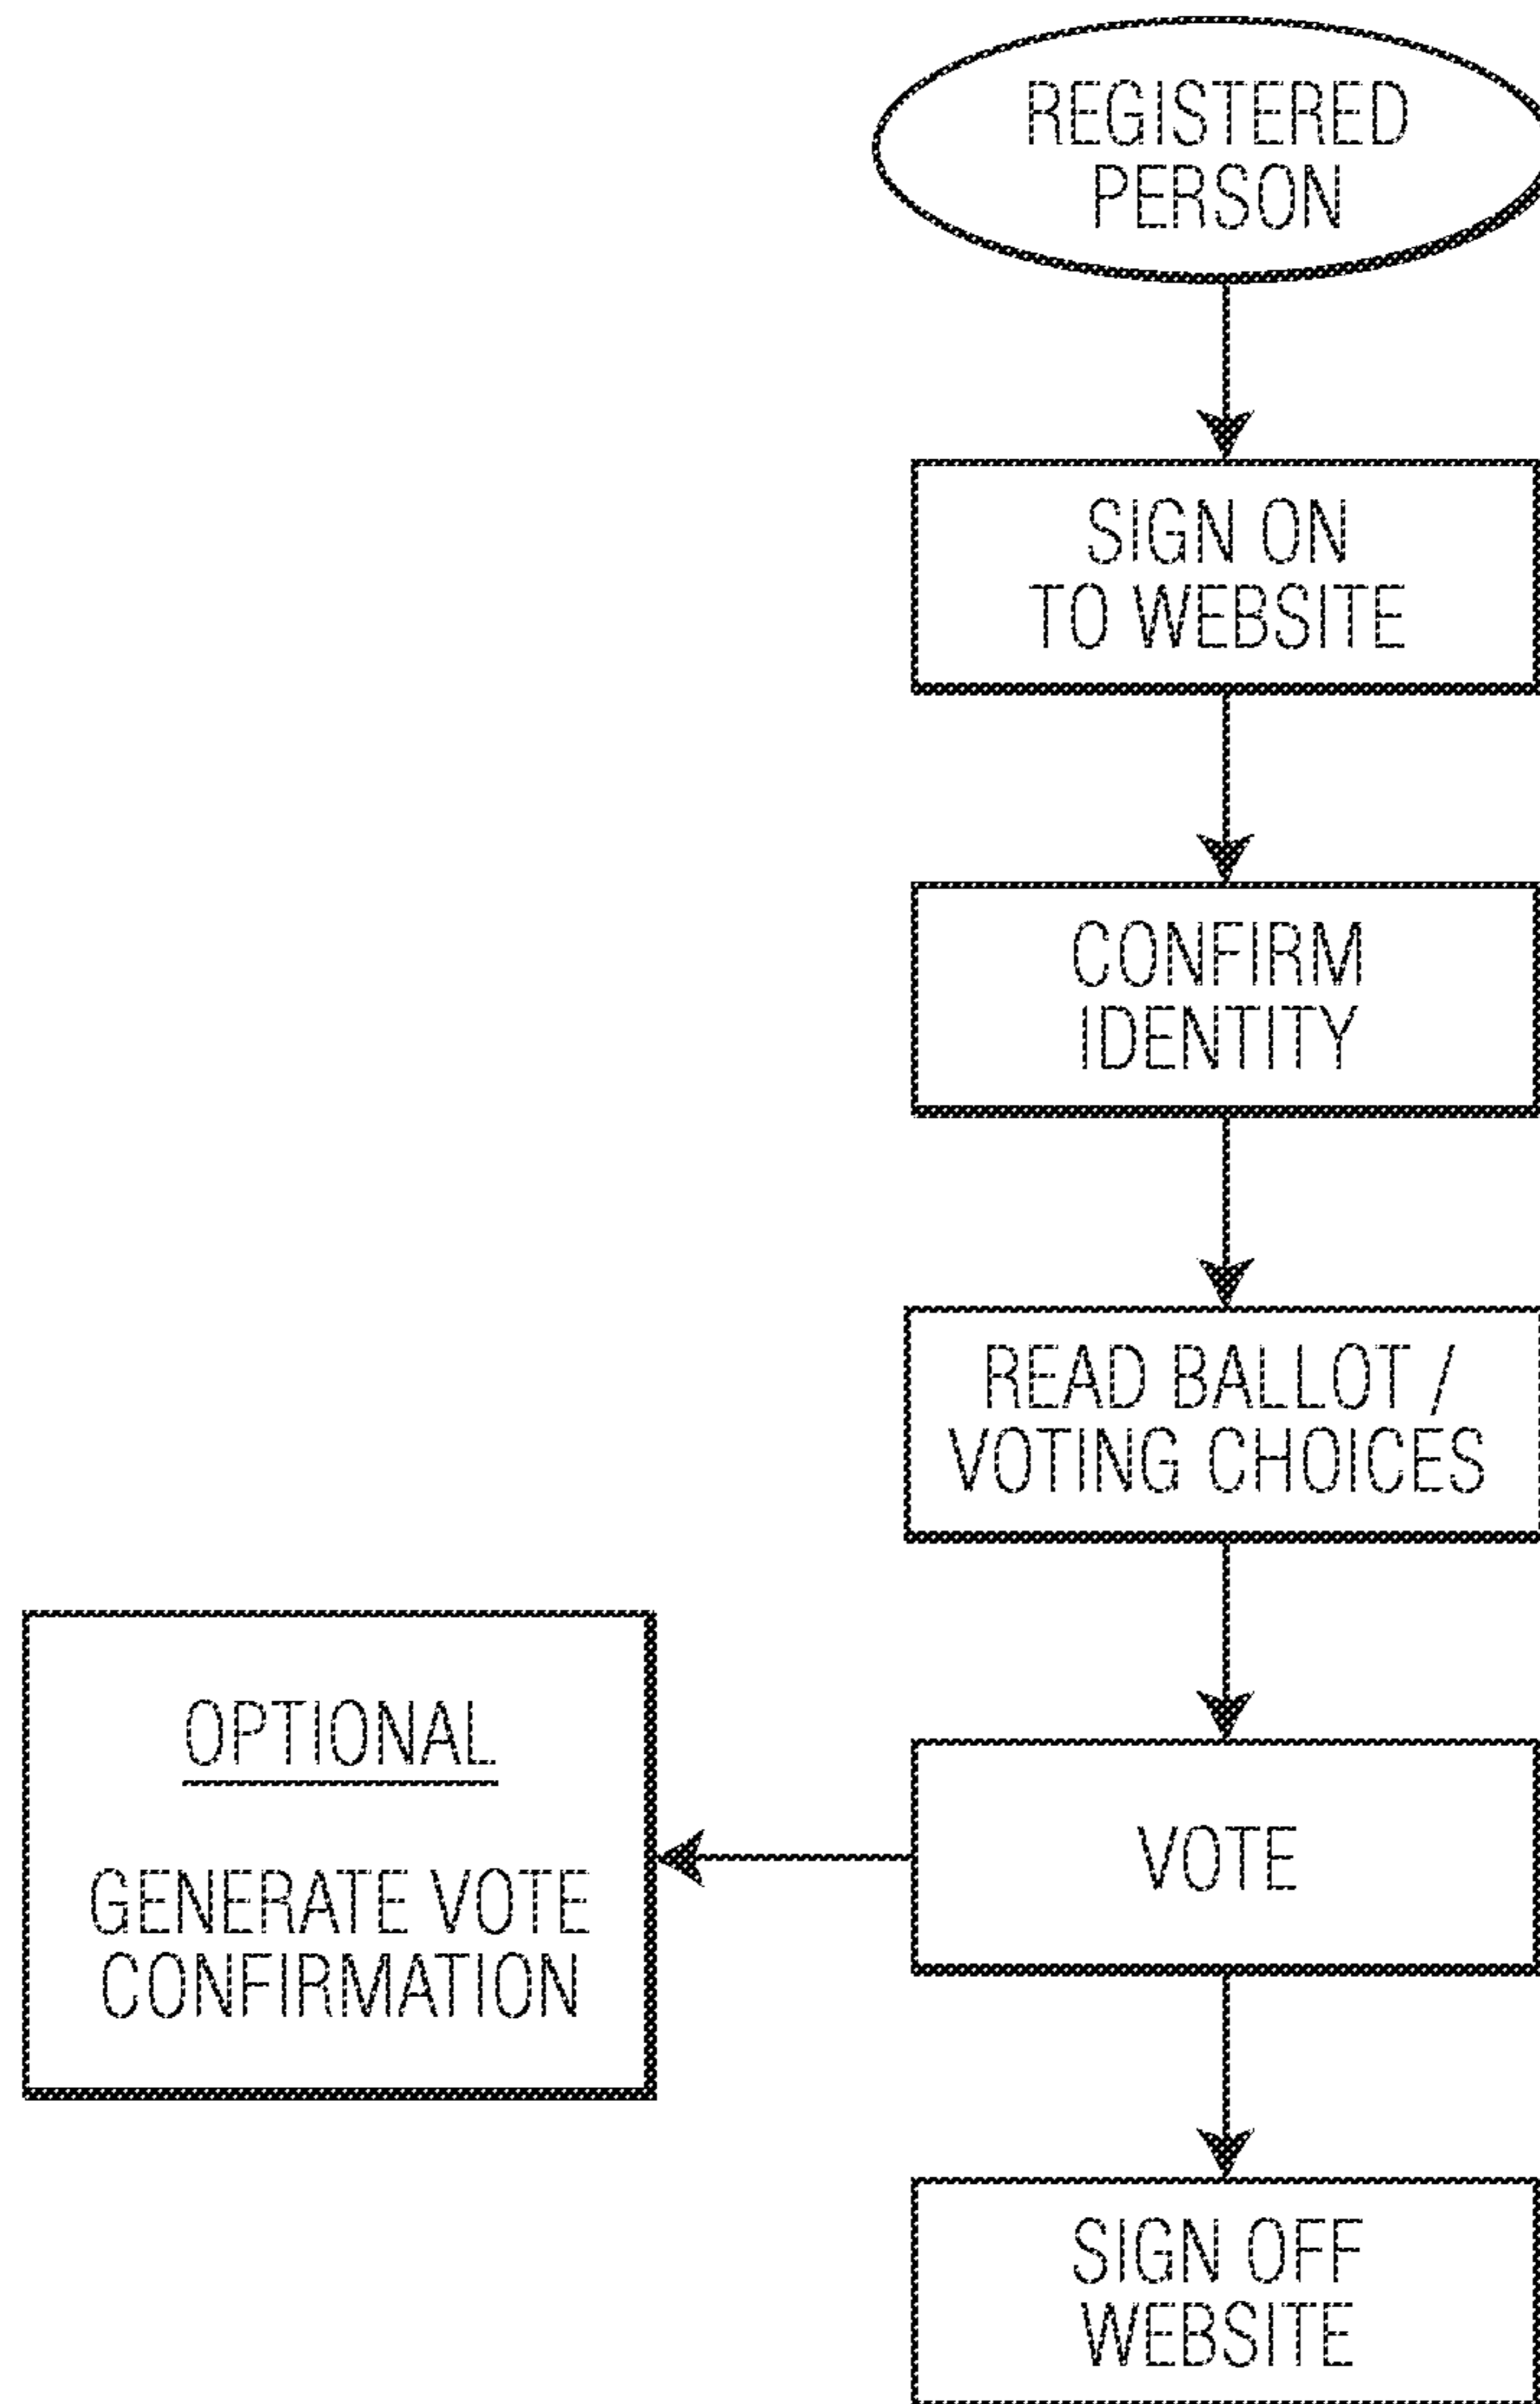 REGISTERED
PERSON
SIGN ON
TO WEBSITE
CONFIRM
IDENTITY
READ BALLOT /
VOTING CHOICES
OPTIONAL
GENERATE VOTE
CONFIRMATION
VOTE
SIGN OFF
WEBSITE